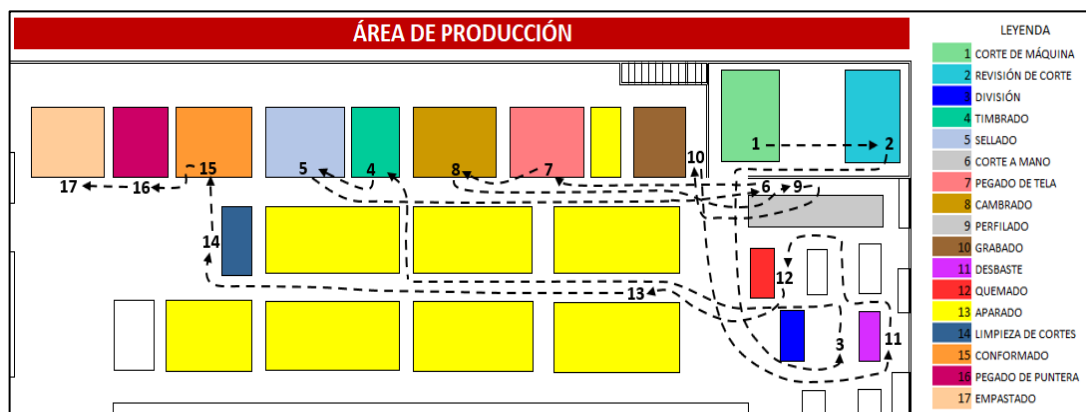 ÁREA DE PRODUCCIÓN
LEYENDA
1 CORTE DE MÁQUINA
2 REVISIÓN DE CORTE
3 DIVISIÓN
4 TIMBRADO
5 SELLADO
6 CORTE A MANO
7 PEGADO DE TELA
8 CAMBRADO
9 PERFILADO
10 GRABADO
11 DESBASTE
12 QUEMADO
13 APARADO
14 LIMPIEZA DE CORTES
15 CONFORMADO
16 PEGADO DE PUNTERA
17 EMPASTADO
1
2
17
16
15
5
4
8
7
10
6
9
14
13
12
3
11